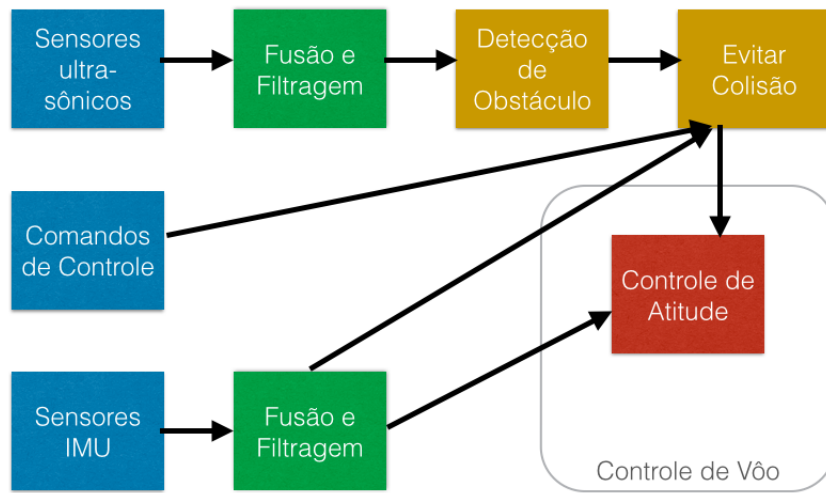 Sensores
ultra-
sônicos
Fusão e
Filtragem
Detecção
de
Obstáculo
Evitar
Colisão
Comandos
de Controle
Controle de
Atitude
Sensores
IMU
Fusão e
Filtragem
Controle de Vôo